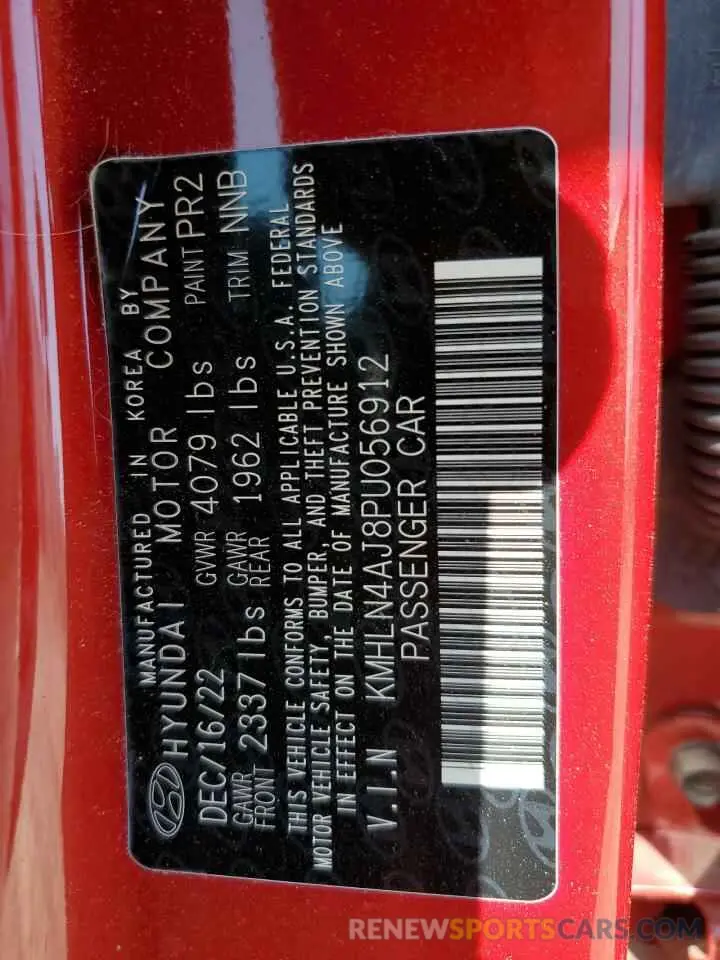 MANUFACTURED IN KOREA BY
HYUNDAI MOTOR COMPANY
DEC/16/22 GVWR 4079 lbs PAINT PR2
GAWR FRONT 2337 lbs GAWR REAR 1962 lbs TRIM NNB
THIS VEHICLE CONFORMS TO ALL APPLICABLE U.S.A. FEDERAL
MOTOR VEHICLE SAFETY, BUMPER, AND THEFT PREVENTION STANDARDS
IN EFFECT ON THE DATE OF MANUFACTURE SHOWN ABOVE
V.I.N KMHLN4AJ8PU056912
PASSENGER CAR
RENEWSPORTSCARS.COM